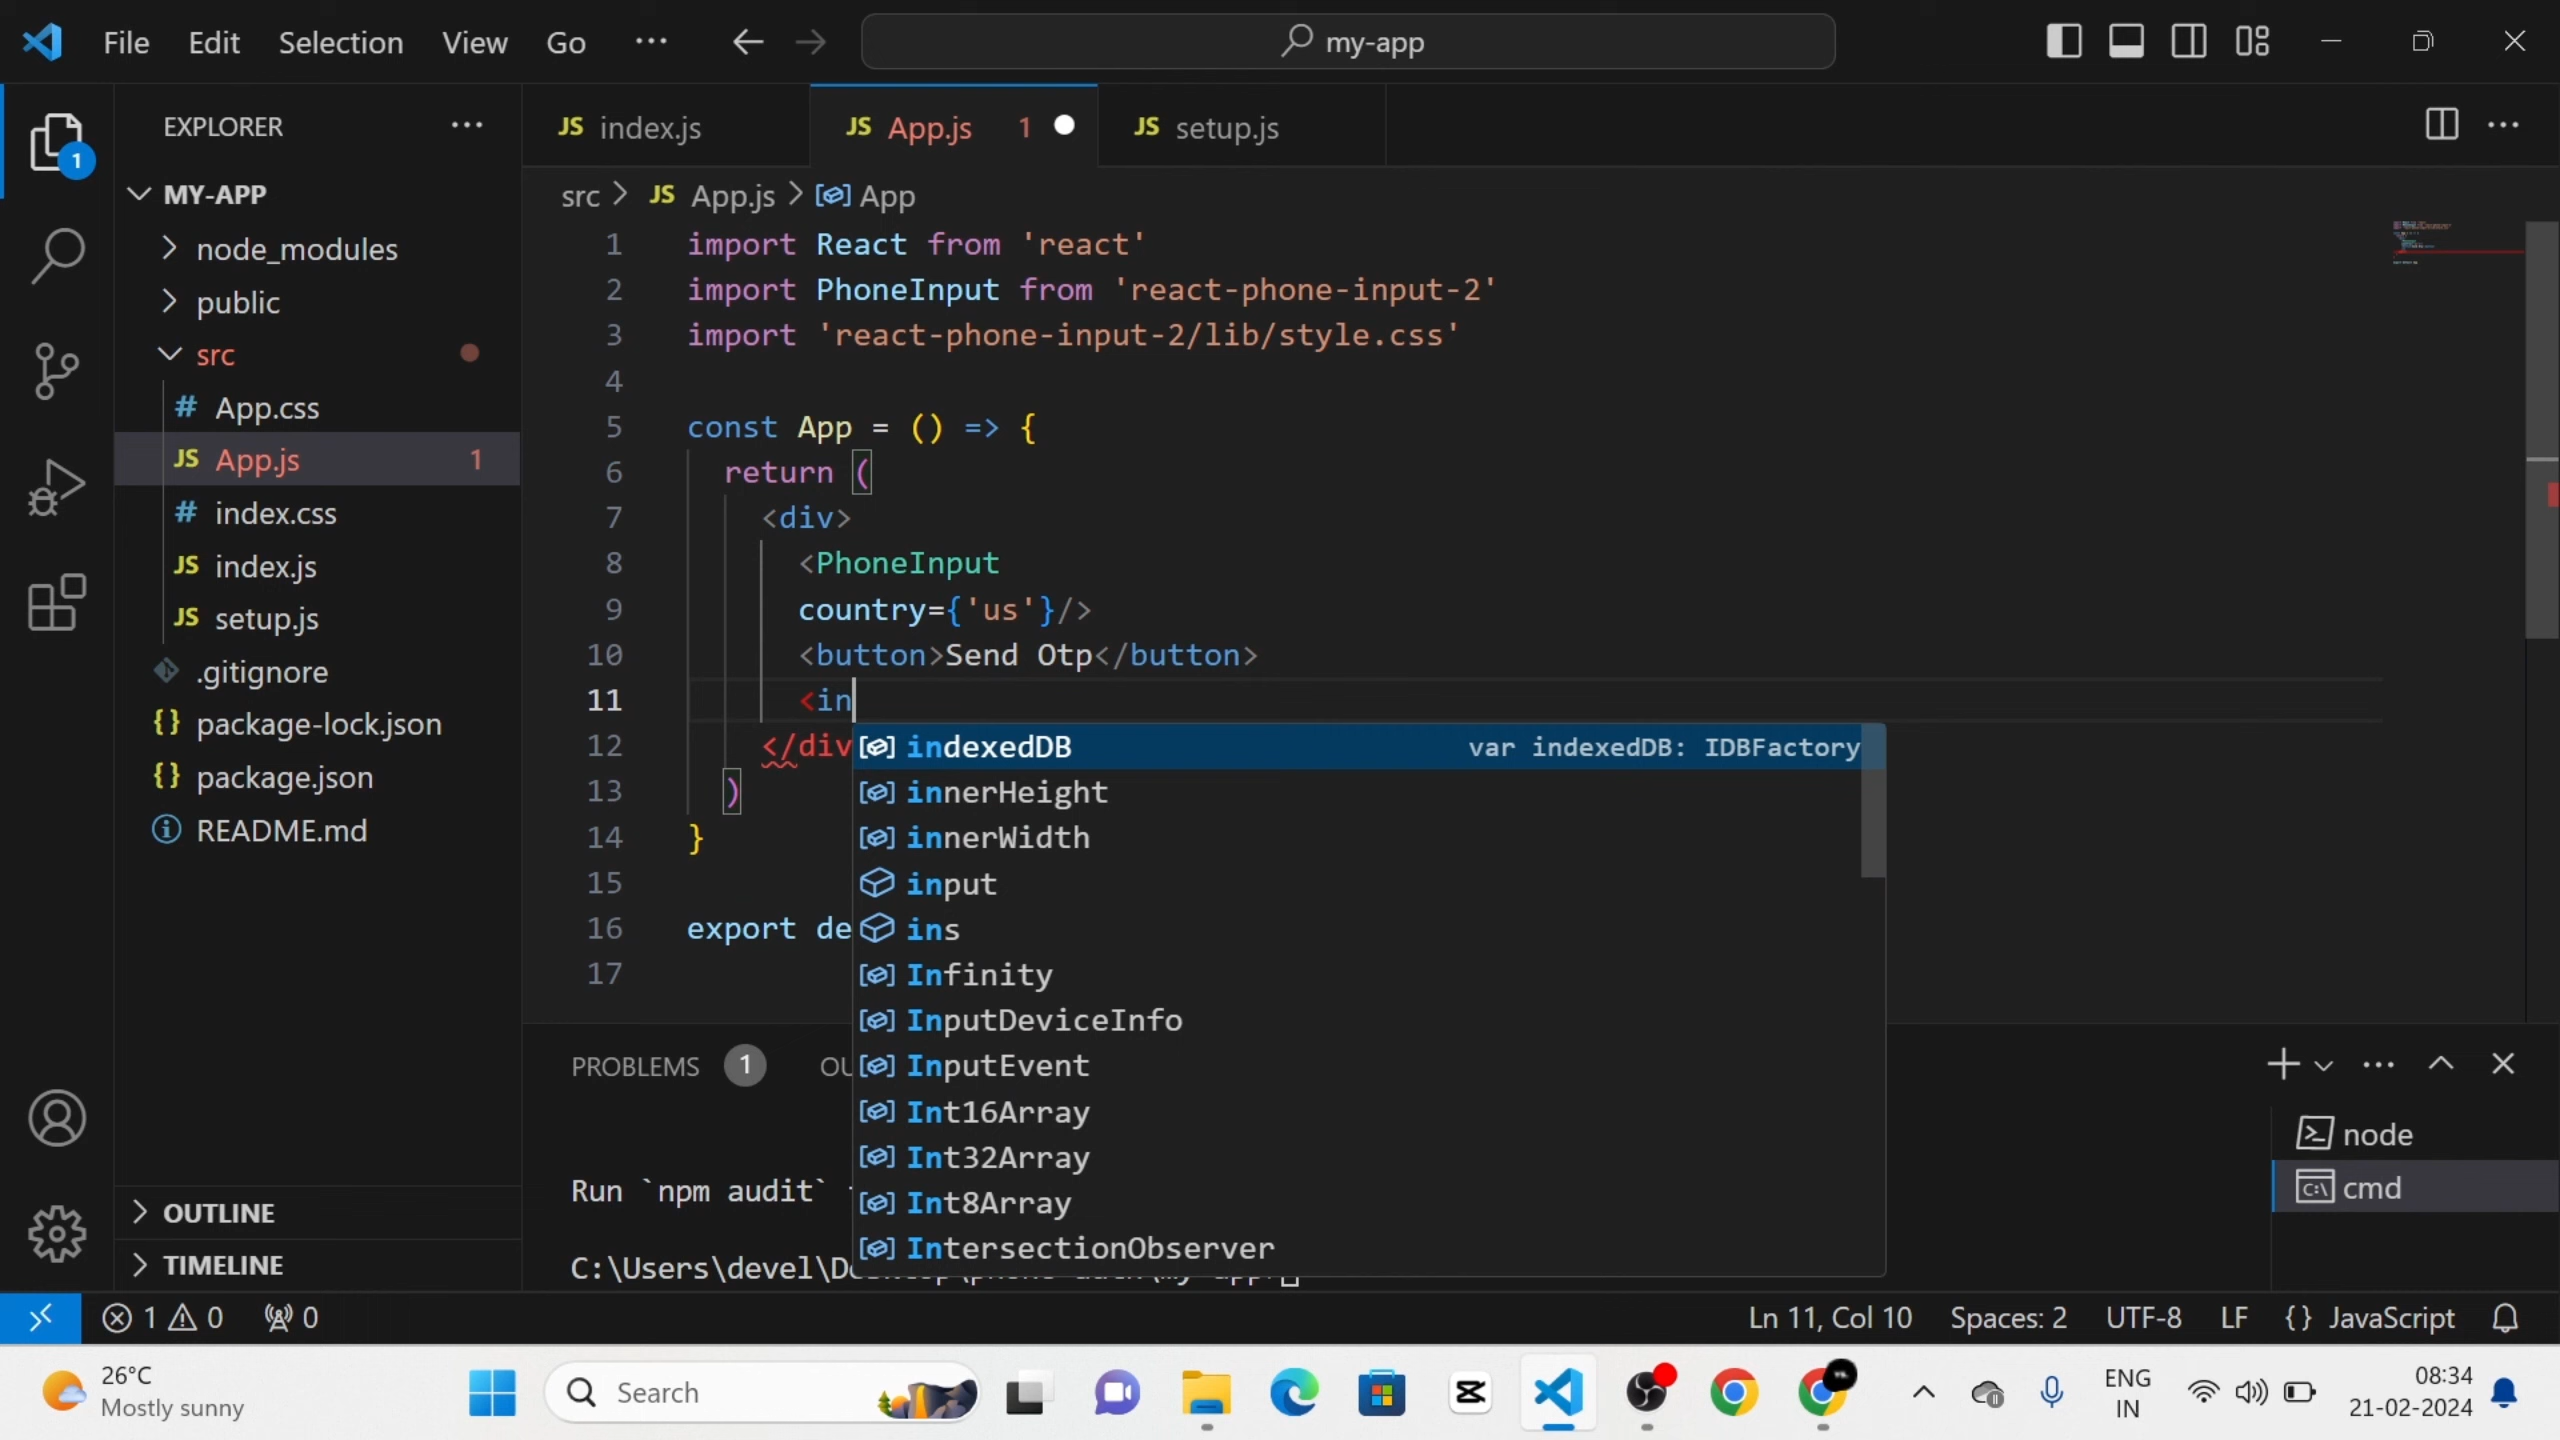 File Edit Selection View Go ... my-app
EXPLORER
MY-APP
node_modules
public
src
# App.css
JS App.js 1
# index.css
JS index.js
JS setup.js
.gitignore
{} package-lock.json
{} package.json
README.md
OUTLINE
TIMELINE
JS index.js JS App.js 1 JS setup.js
src > JS App.js > App
1 import React from 'react'
2 import PhoneInput from 'react-phone-input-2'
3 import 'react-phone-input-2/lib/style.css'
4
5 const App = () => {
6 return (
7 <div>
8 <PhoneInput
9 country={'us'}/>
10 <button>Send Otp</button>
11 <in
12 </div
13 )
14 }
15
16 export de
17
indexedDB var indexedDB: IDBFactory
innerHeight
innerWidth
input
ins
Infinity
InputDeviceInfo
InputEvent
Int16Array
Int32Array
Int8Array
IntersectionObserver
PROBLEMS 1 OU
Run `npm audit`
C:\Users\devel\
node
cmd
1 0 0 Ln 11, Col 10 Spaces: 2 UTF-8 LF {} JavaScript
26°C
Mostly sunny
Search
ENG
IN
08:34
21-02-2024
1